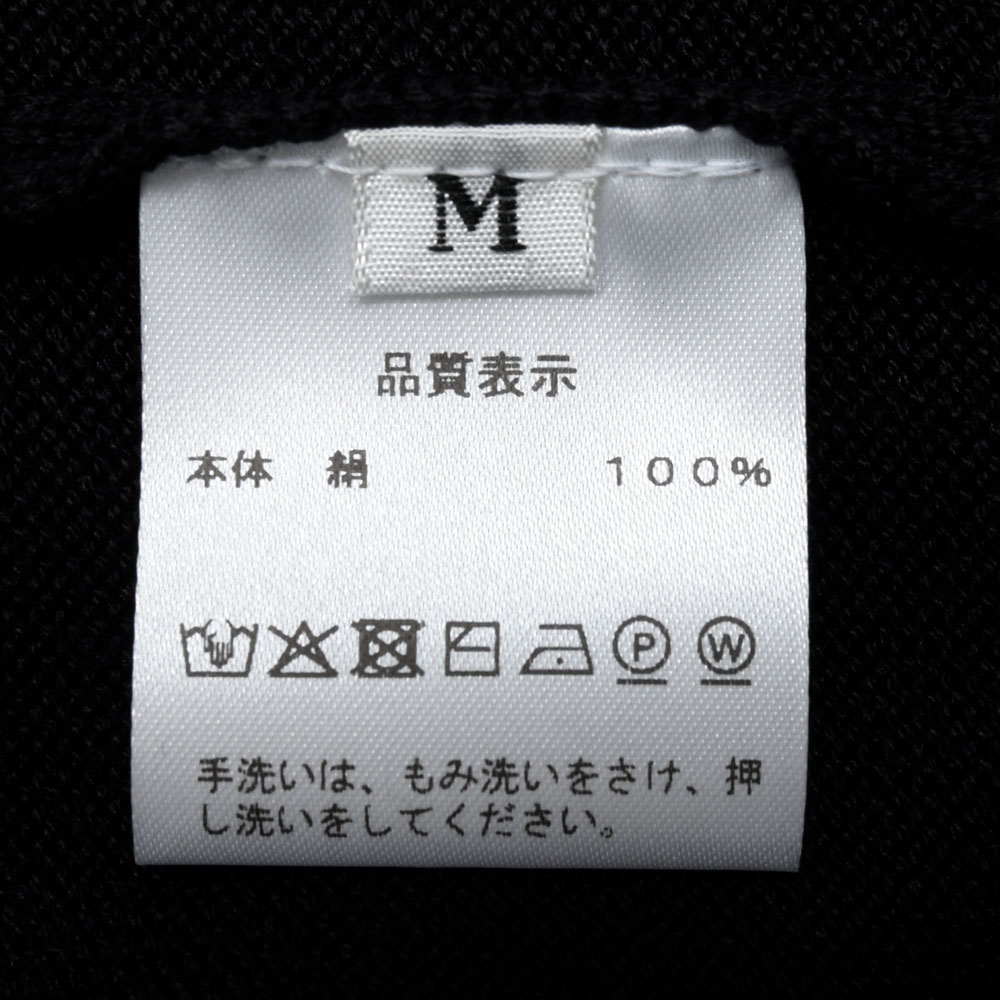 M
品質表示
本体　絹　１００％
P W
手洗いは、もみ洗いをさけ、押
し洗いをしてください。